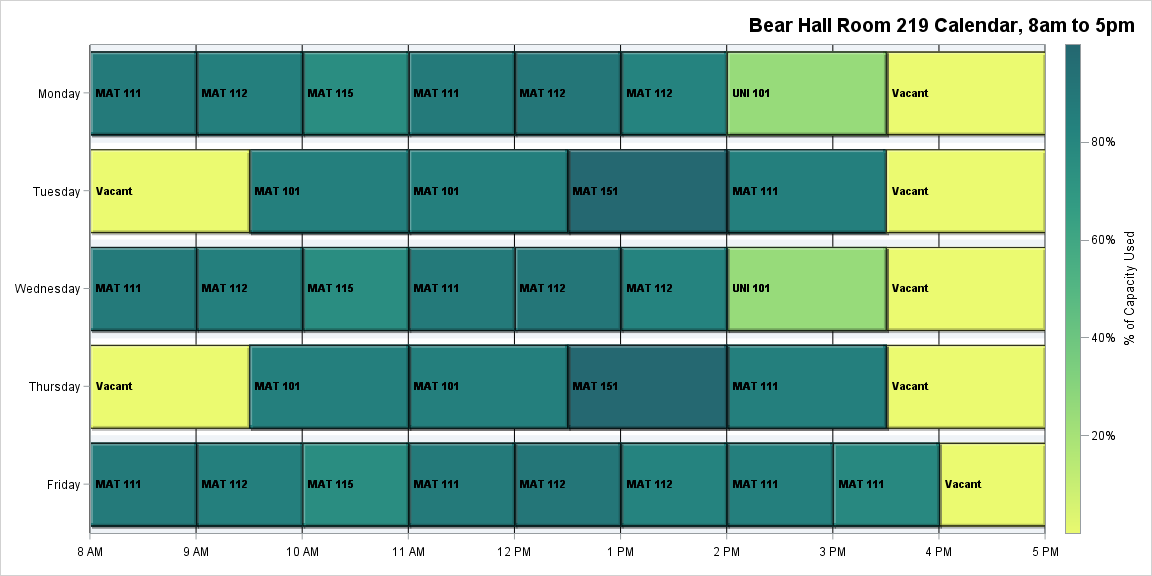 Bear Hall Room 219 Calendar, 8am to 5pm
Monday MAT 111 MAT 112 MAT 115 MAT 111 MAT 112 MAT 112 UNI 101 Vacant
80%
Tuesday Vacant MAT 101 MAT 101 MAT 151 MAT 111 Vacant
60%
% of Capacity Used
Wednesday MAT 111 MAT 112 MAT 115 MAT 111 MAT 112 MAT 112 UNI 101 Vacant
40%
Thursday Vacant MAT 101 MAT 101 MAT 151 MAT 111 Vacant
20%
Friday MAT 111 MAT 112 MAT 115 MAT 111 MAT 112 MAT 112 MAT 111 MAT 111 Vacant
8 AM 9 AM 10 AM 11 AM 12 PM 1 PM 2 PM 3 PM 4 PM 5 PM